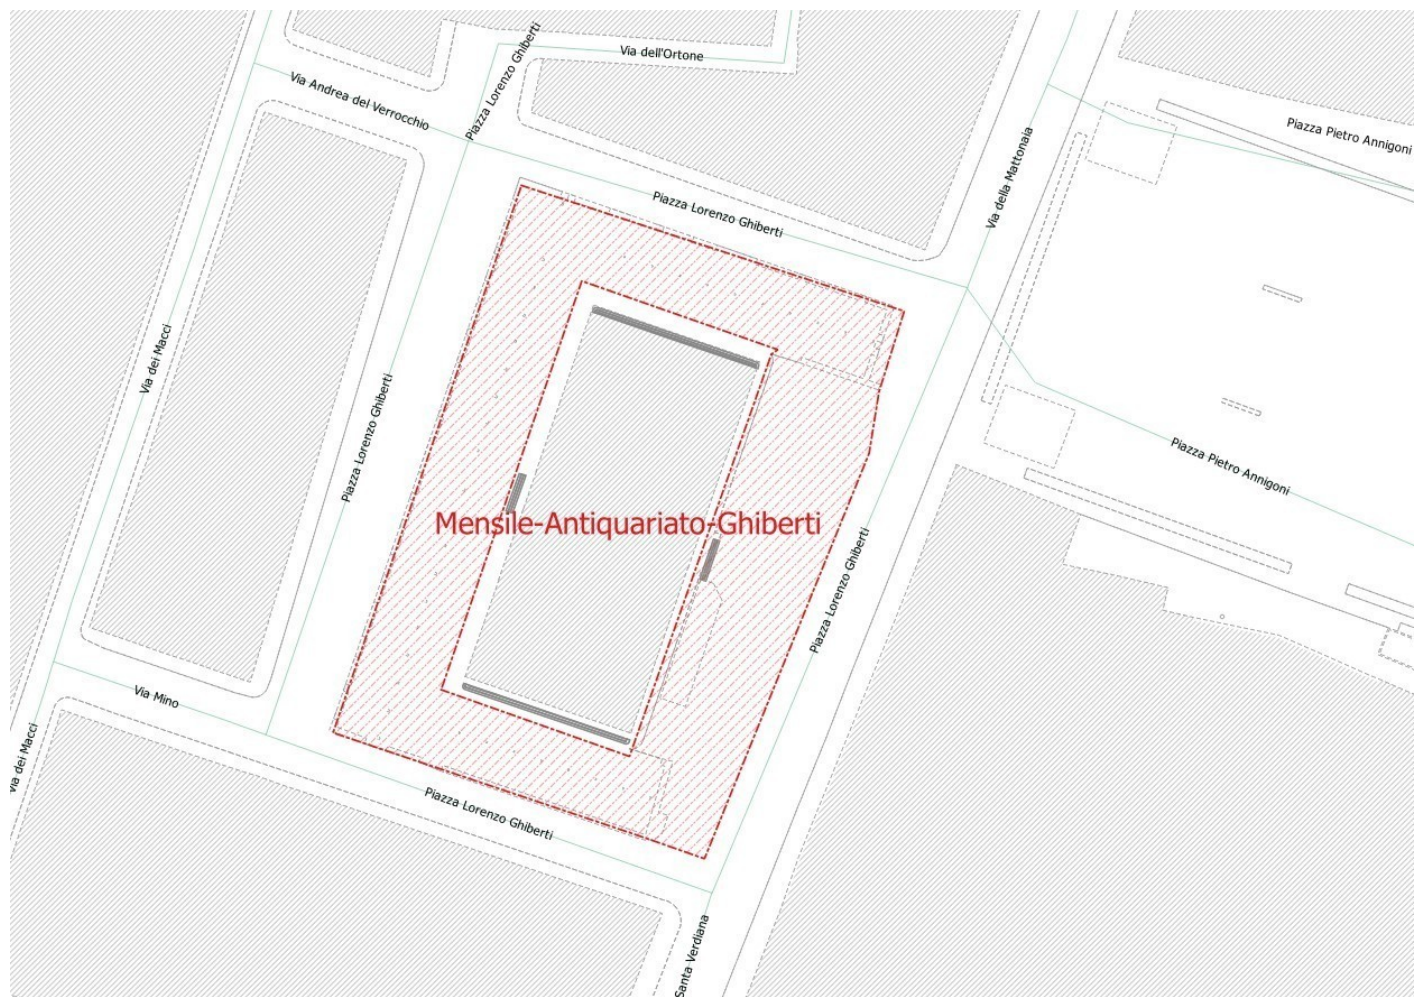 Via dell'Ortone
Piazza Lorenzo Ghiberti
Via Andrea del Verrocchio
Piazza Pietro Annigoni
Via della Mattonaia
Piazza Lorenzo Ghiberti
Via dei Macci
Piazza Lorenzo Ghiberti
Piazza Pietro Annigoni
Mensile-Antiquariato-Ghiberti
Piazza Lorenzo Ghiberti
Via Mino
Via dei Macci
Piazza Lorenzo Ghiberti
Santa Verdiana